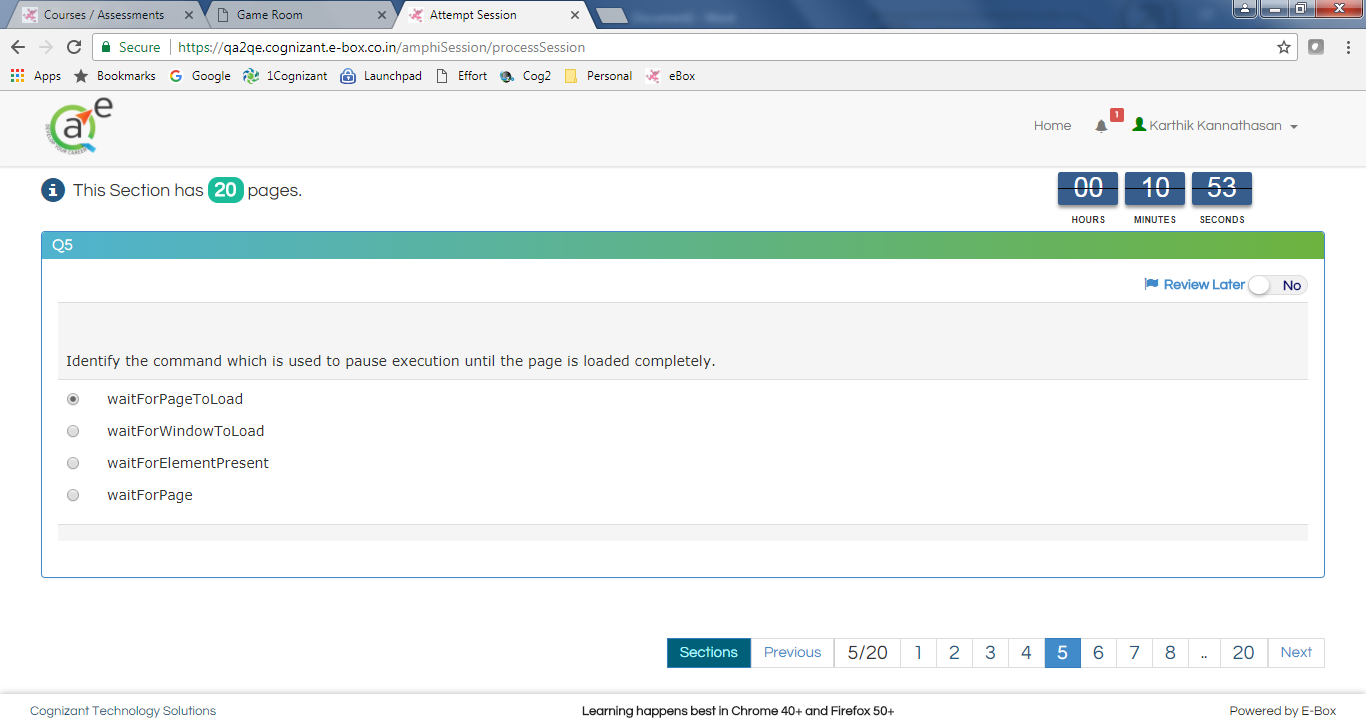 Courses / Assessments
Game Room
Attempt Session
Secure
https://qa2qe.cognizant.e-box.co.in/amphiSession/processSession
Apps
Bookmarks
Google
1Cognizant
Launchpad
Effort
Cog2
Personal
eBox
a e
Home
1
Karthik Kannathasan
This Section has 20 pages.
00 10 53
HOURS MINUTES SECONDS
Q5
Review Later No
Identify the command which is used to pause execution until the page is loaded completely.
waitForPageToLoad
waitForWindowToLoad
waitForElementPresent
waitForPage
Sections Previous 5/20 1 2 3 4 5 6 7 8 .. 20 Next
Cognizant Technology Solutions
Learning happens best in Chrome 40+ and Firefox 50+
Powered by E-Box